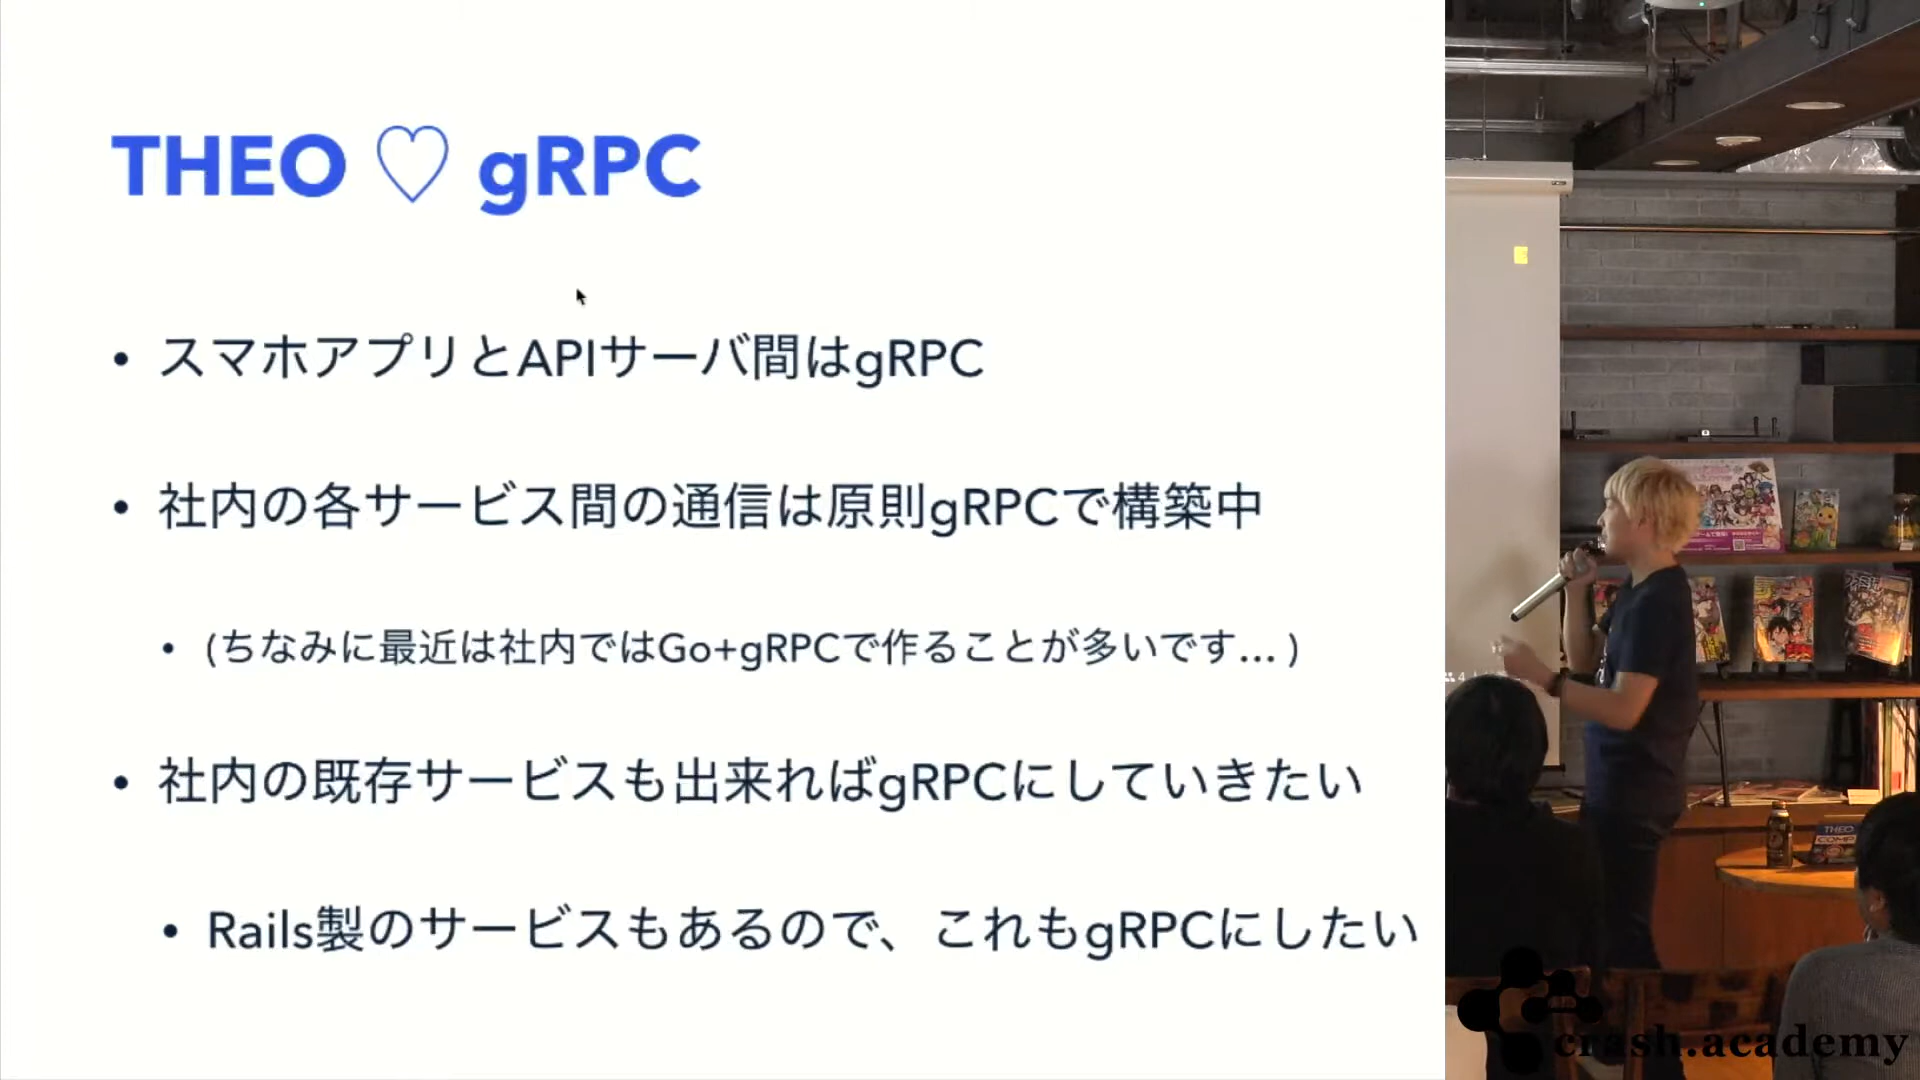 THEO ♡ gRPC
• スマホアプリとAPIサーバ間はgRPC
• 社内の各サービス間の通信は原則gRPCで構築中
• (ちなみに最近は社内ではGo+gRPCで作ることが多いです... )
• 社内の既存サービスも出来ればgRPCにしていきたい
• Rails製のサービスもあるので、これもgRPCにしたい
THEO
crash.academy